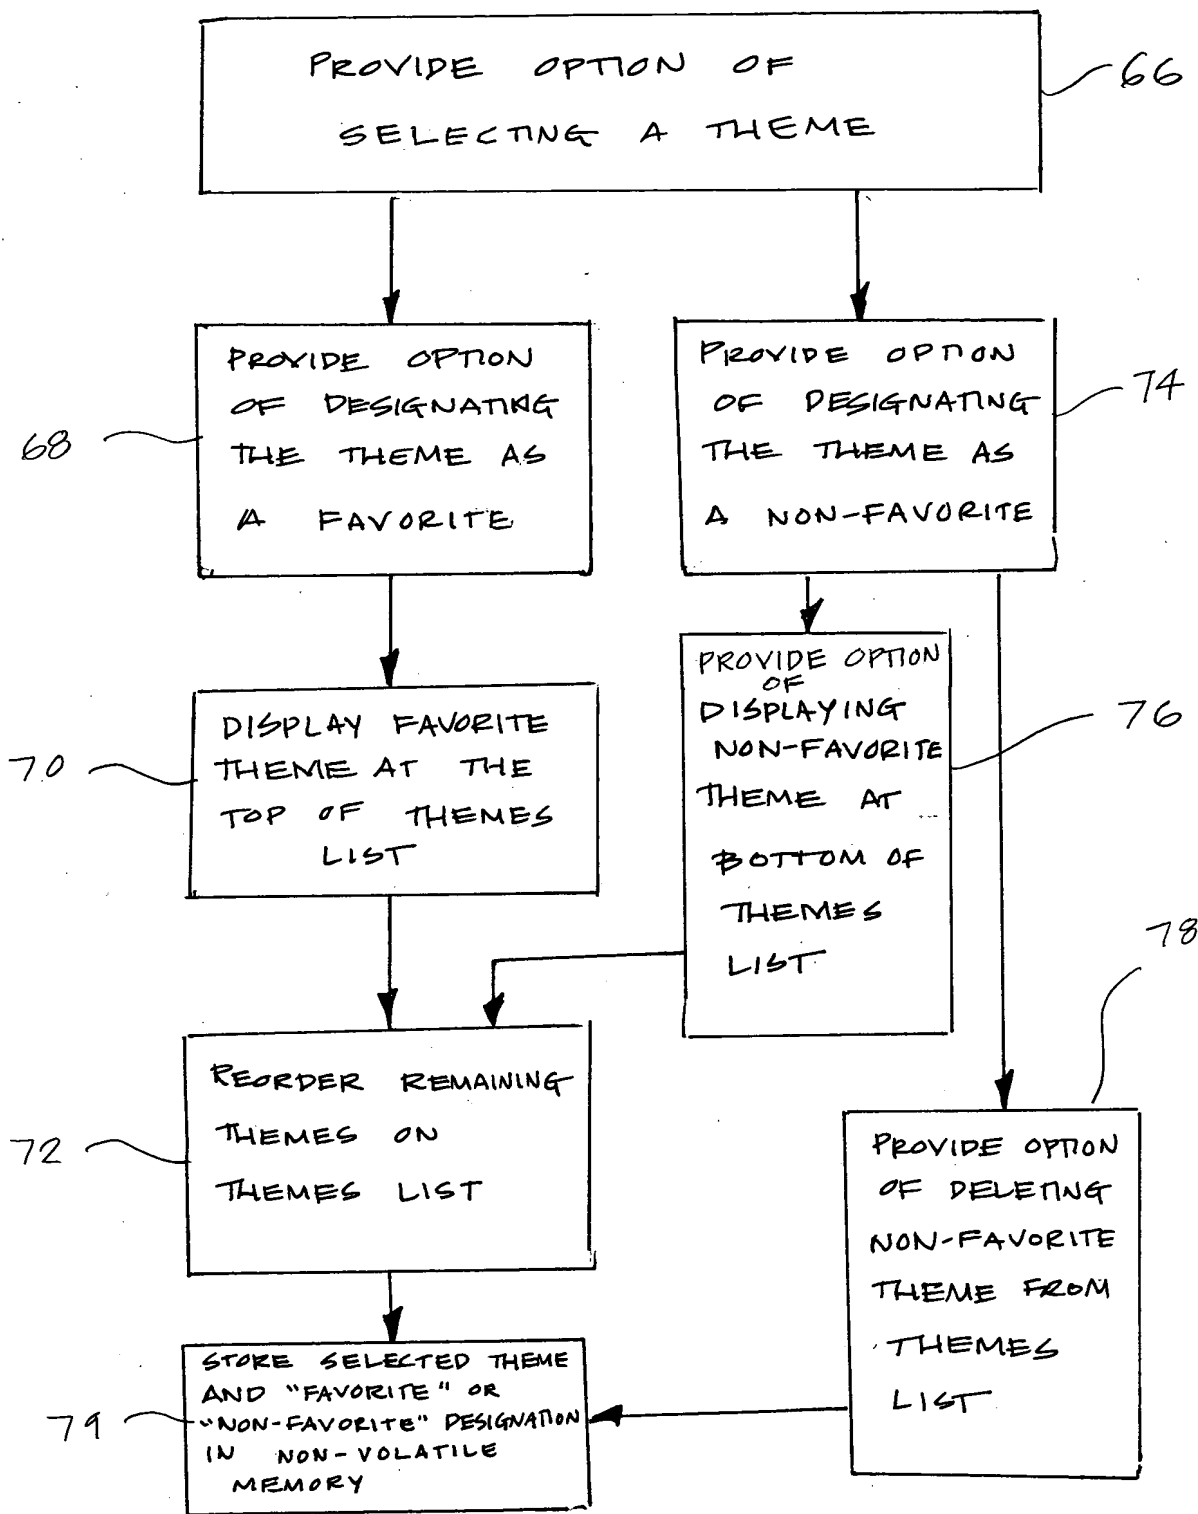 PROVIDE OPTION OF
SELECTING A THEME
66
PROVIDE OPTION
OF DESIGNATING
THE THEME AS
A FAVORITE
68
PROVIDE OPTION
OF DESIGNATING
THE THEME AS
A NON-FAVORITE
74
DISPLAY FAVORITE
THEME AT THE
TOP OF THEMES
LIST
70
PROVIDE OPTION
OF
DISPLAYING
NON-FAVORITE
THEME AT
BOTTOM OF
THEMES
LIST
76
REORDER REMAINING
THEMES ON
THEMES LIST
72
PROVIDE OPTION
OF DELETING
NON-FAVORITE
THEME FROM
THEMES
LIST
78
STORE SELECTED THEME
AND "FAVORITE" OR
"NON-FAVORITE" DESIGNATION
IN NON-VOLATILE
MEMORY
79